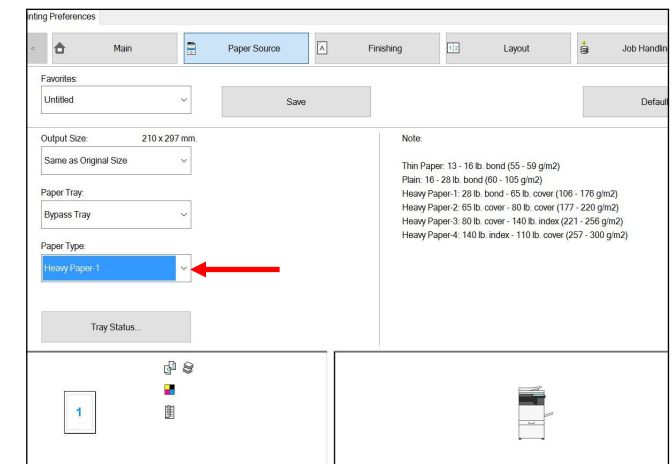 nting Preferences
< Main Paper Source Finishing Layout Job Handlin
Favorites:
Untitled
Save
Default
Output Size: 210 x 297 mm.
Same as Original Size
Paper Tray:
Bypass Tray
Paper Type:
Heavy Paper-1
Tray Status...
Note:
Thin Paper: 13 - 16 lb. bond (55 - 59 g/m2)
Plain: 16 - 28 lb. bond (60 - 105 g/m2)
Heavy Paper-1: 28 lb. bond - 65 lb. cover (106 - 176 g/m2)
Heavy Paper-2: 65 lb. cover - 80 lb. cover (177 - 220 g/m2)
Heavy Paper-3: 80 lb. cover - 140 lb. index (221 - 256 g/m2)
Heavy Paper-4: 140 lb. index - 110 lb. cover (257 - 300 g/m2)
1